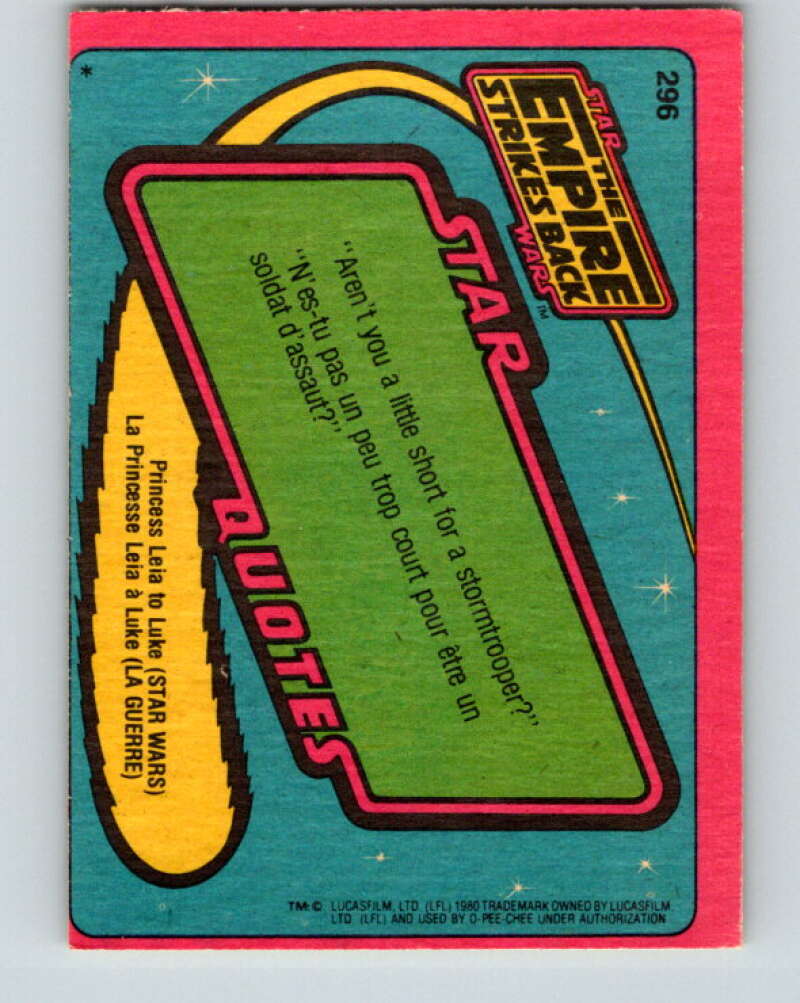 296
STAR
THE
EMPIRE
STRIKES BACK
WARS™
STAR
"Aren't you a little short for a stormtrooper?"
"N'es-tu pas un peu trop court pour être un
soldat d'assaut?"
QUOTES
Princess Leia to Luke (STAR WARS)
La Princesse Leia à Luke (LA GUERRE)
*
TM: © LUCASFILM, LTD. (LFL) 1980 TRADEMARK OWNED BY LUCASFILM
LTD. (LFL) AND USED BY O-PEE-CHEE UNDER AUTHORIZATION